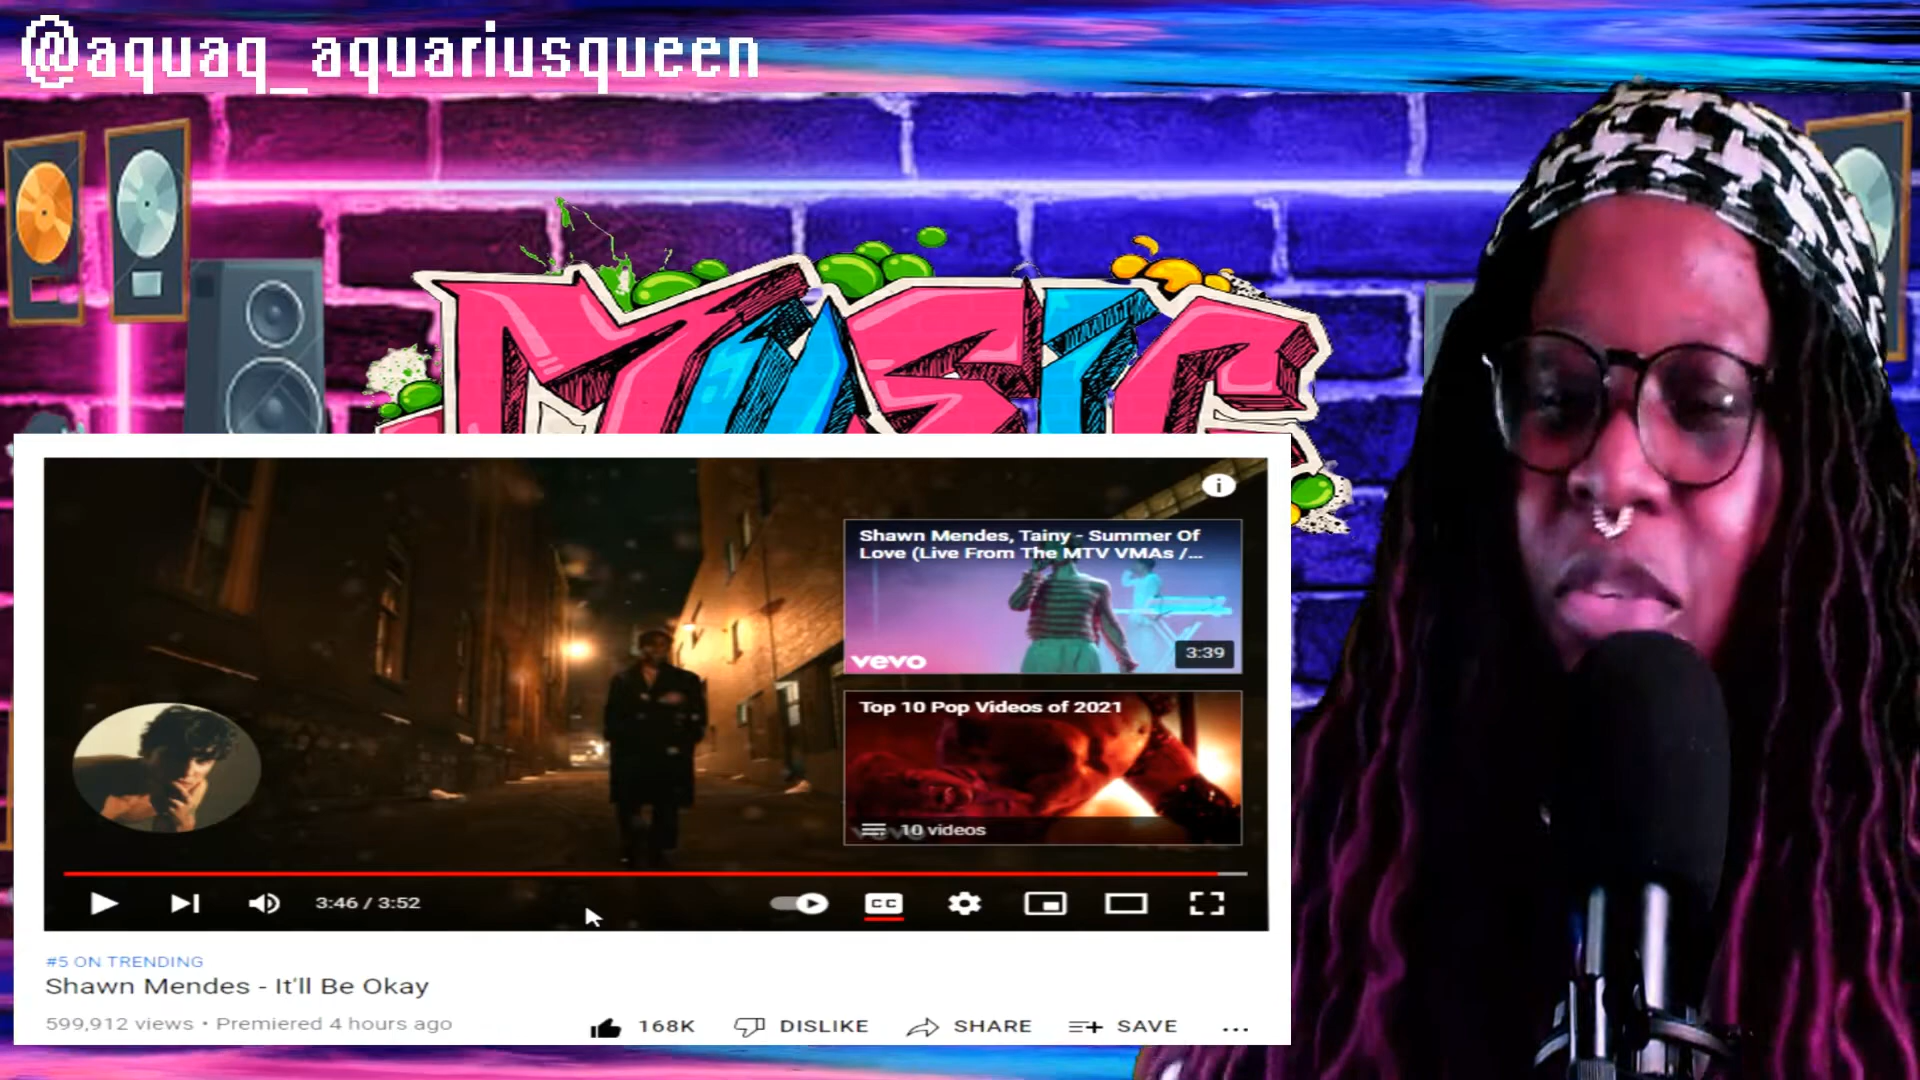 @aquaq_aquariusqueen
MUSIC
Shawn Mendes, Tainy - Summer Of
Love (Live From The MTV VMAs /...
vevo
3:39
Top 10 Pop Videos of 2021
10 videos
3:46 / 3:52
CC
#5 ON TRENDING
Shawn Mendes - It'll Be Okay
599,912 views • Premiered 4 hours ago
168K
DISLIKE
SHARE
SAVE